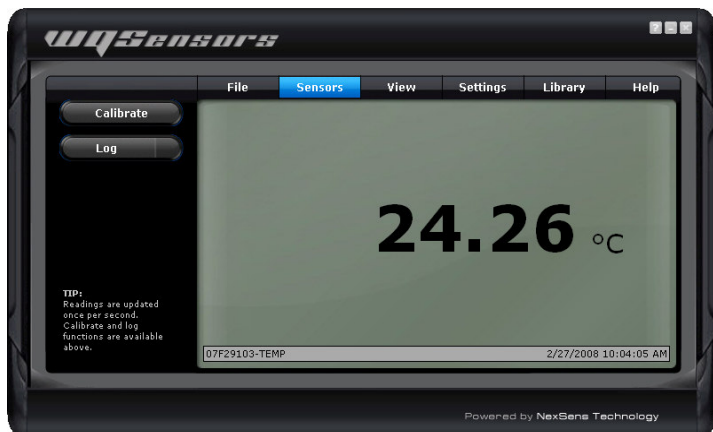 WQSensors
? – ×
File Sensors View Settings Library Help
Calibrate
Log
24.26 °C
TIP:
Readings are updated
once per second.
Calibrate and log
functions are available
above.
07F29103-TEMP 2/27/2008 10:04:05 AM
Powered by NexSens Technology